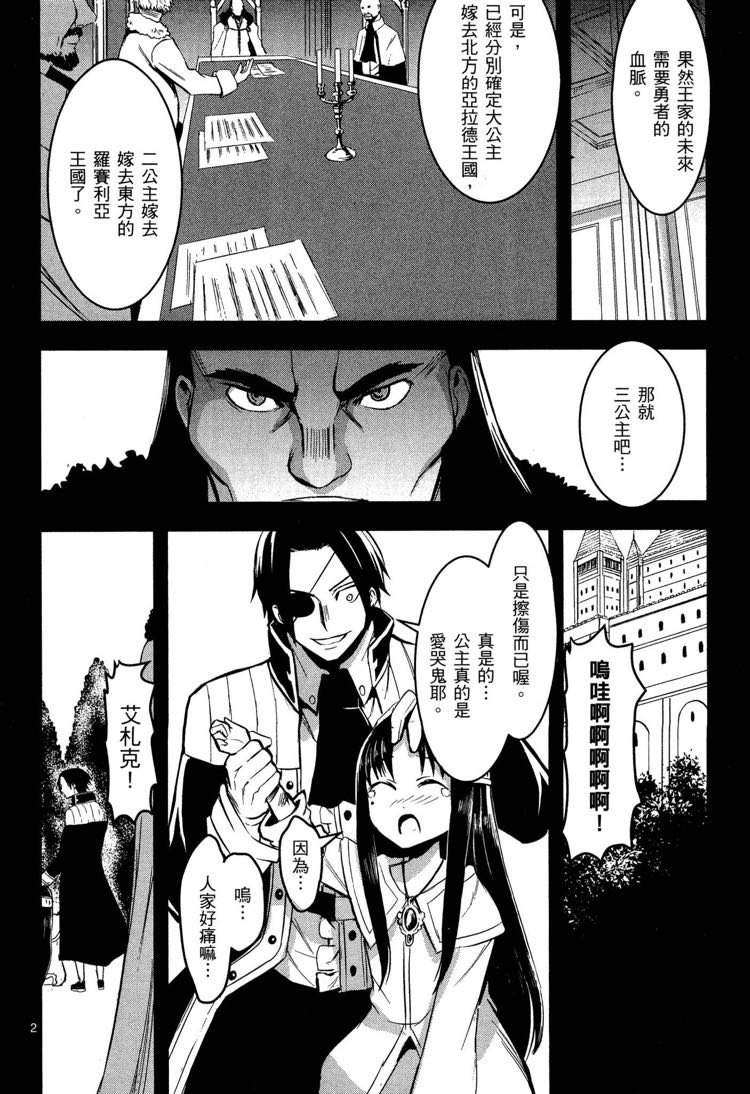 果然王家的未來
需要勇者的
血脈。
可是，
已經分別確定大公主
嫁去北方的亞拉德王國，
二公主嫁去
嫁去東方的
羅賽利亞
王國了。
那就
三公主吧…
嗚哇啊啊啊啊啊！
只是擦傷而已喔。
真是的…
公主真的是
愛哭鬼耶。
因為…
嗚…
人家好痛嘛…
艾札克！
2